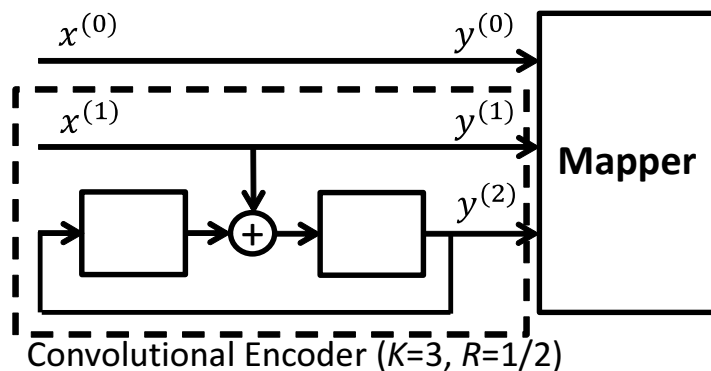 x^(0) y^(0)
x^(1) y^(1)
Mapper
+
y^(2)
Convolutional Encoder (K=3, R=1/2)